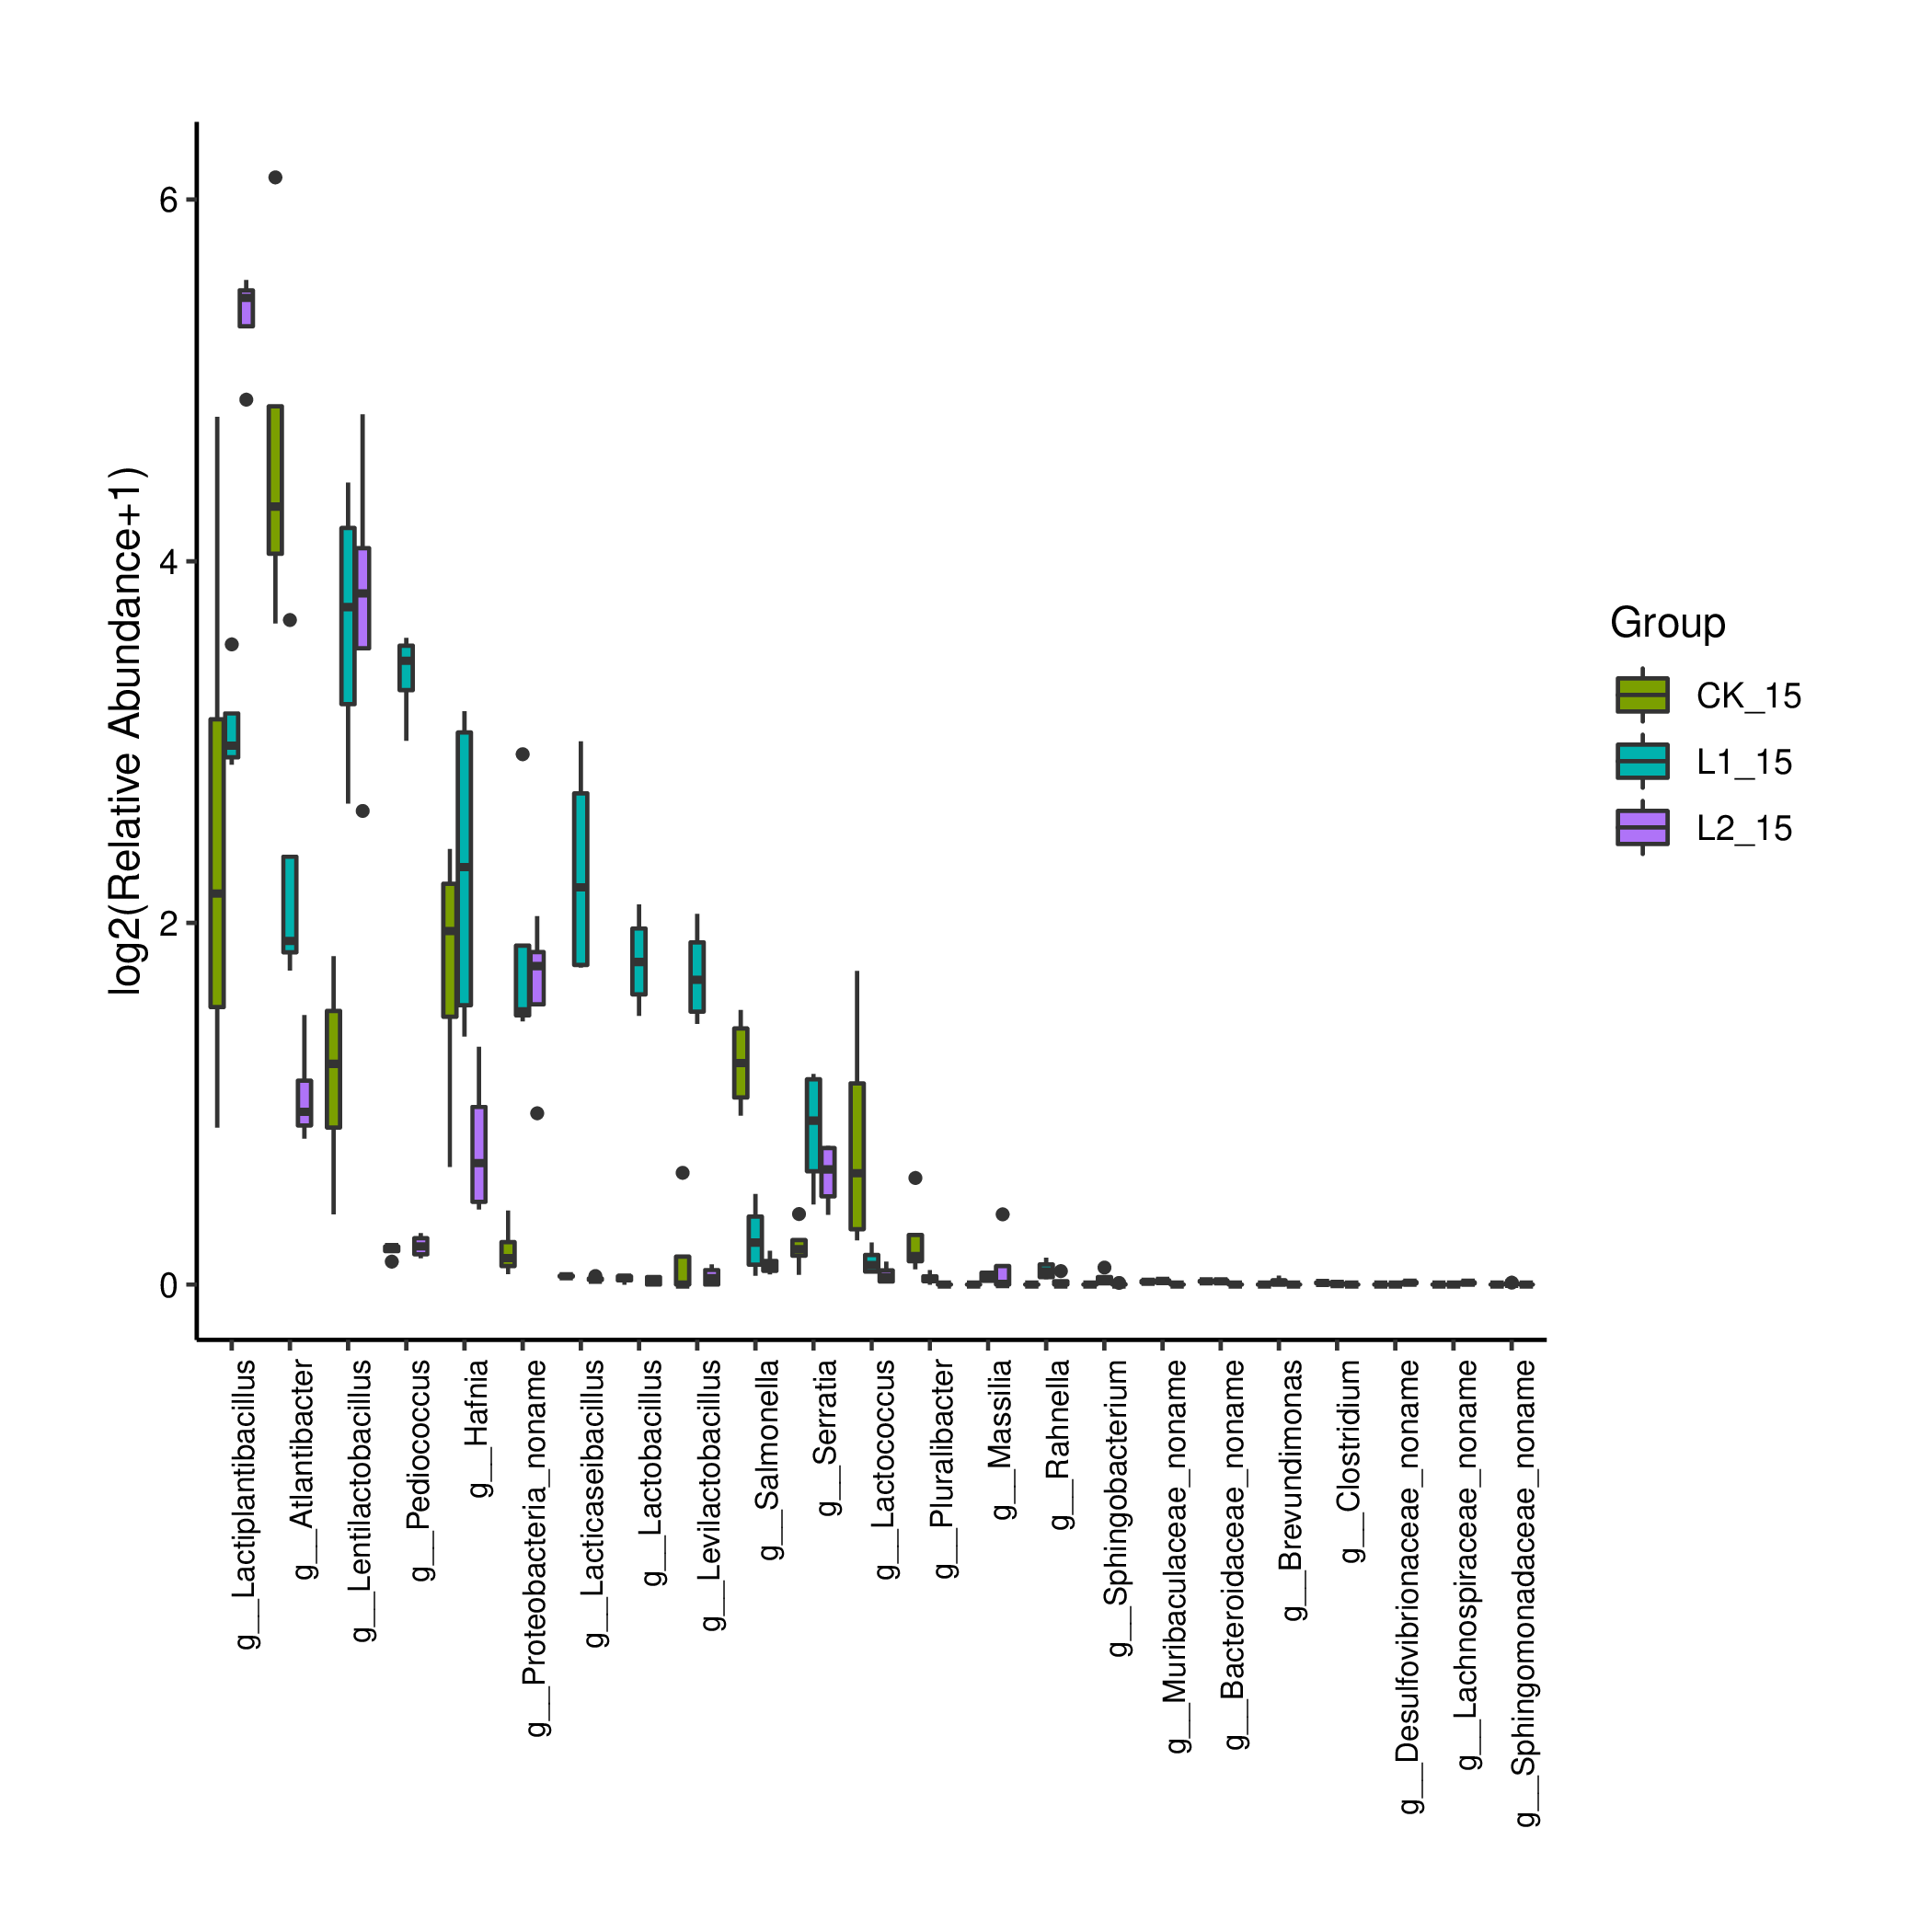 log2(Relative Abundance+1)
6
4
2
0
g__Lactiplantibacillus
g__Atlantibacter
g__Lentilactobacillus
g__Pediococcus
g__Hafnia
g__Proteobacteria_noname
g__Lacticaseibacillus
g__Lactobacillus
g__Levilactobacillus
g__Salmonella
g__Serratia
g__Lactococcus
g__Pluralibacter
g__Massilia
g__Rahnella
g__Sphingobacterium
g__Muribaculaceae_noname
g__Bacteroidaceae_noname
g__Brevundimonas
g__Clostridium
g__Desulfovibrionaceae_noname
g__Lachnospiraceae_noname
g__Sphingomonadaceae_noname
Group
CK_15
L1_15
L2_15